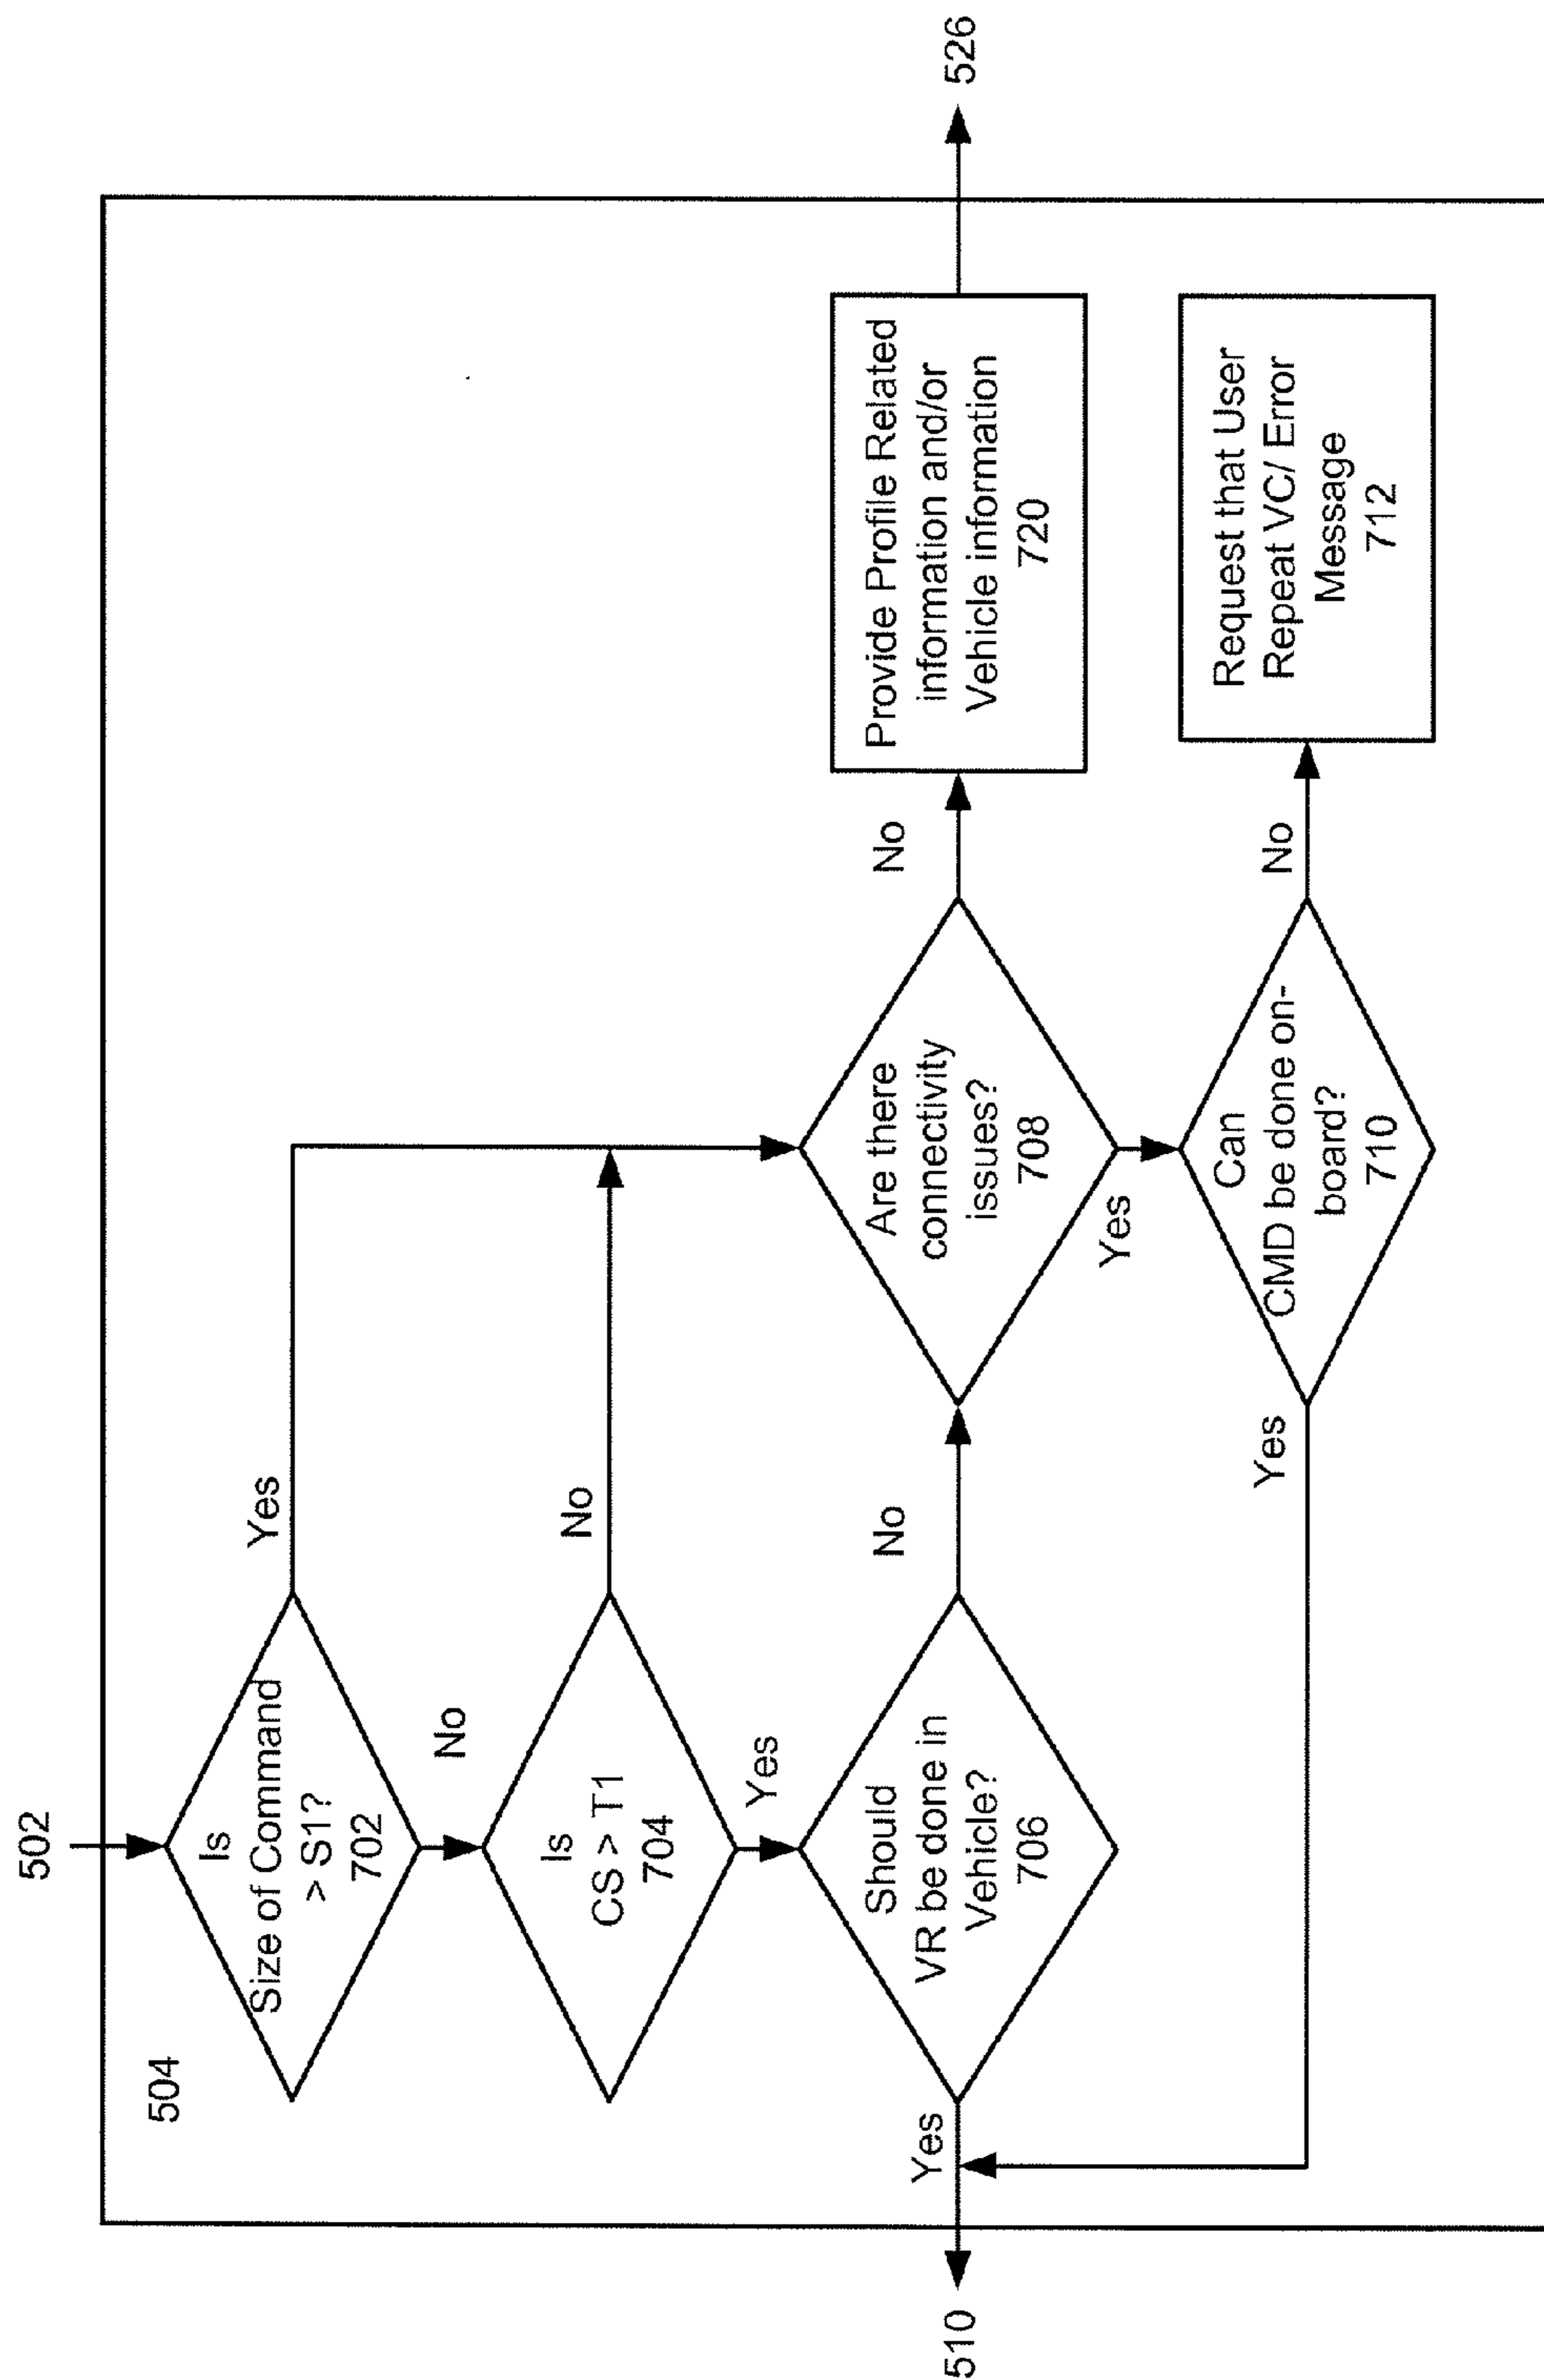 502
504
Is
Size of Command
> S1?
702
Yes
No
Is
CS > T1
704
No
Yes
Should
VR be done in
Vehicle?
706
Yes
510
No
Are there
connectivity
issues?
708
No
Provide Profile Related
information and/or
Vehicle information
720
526
Yes
Can
CMD be done on-
board?
710
Yes
No
Request that User
Repeat VC/ Error
Message
712